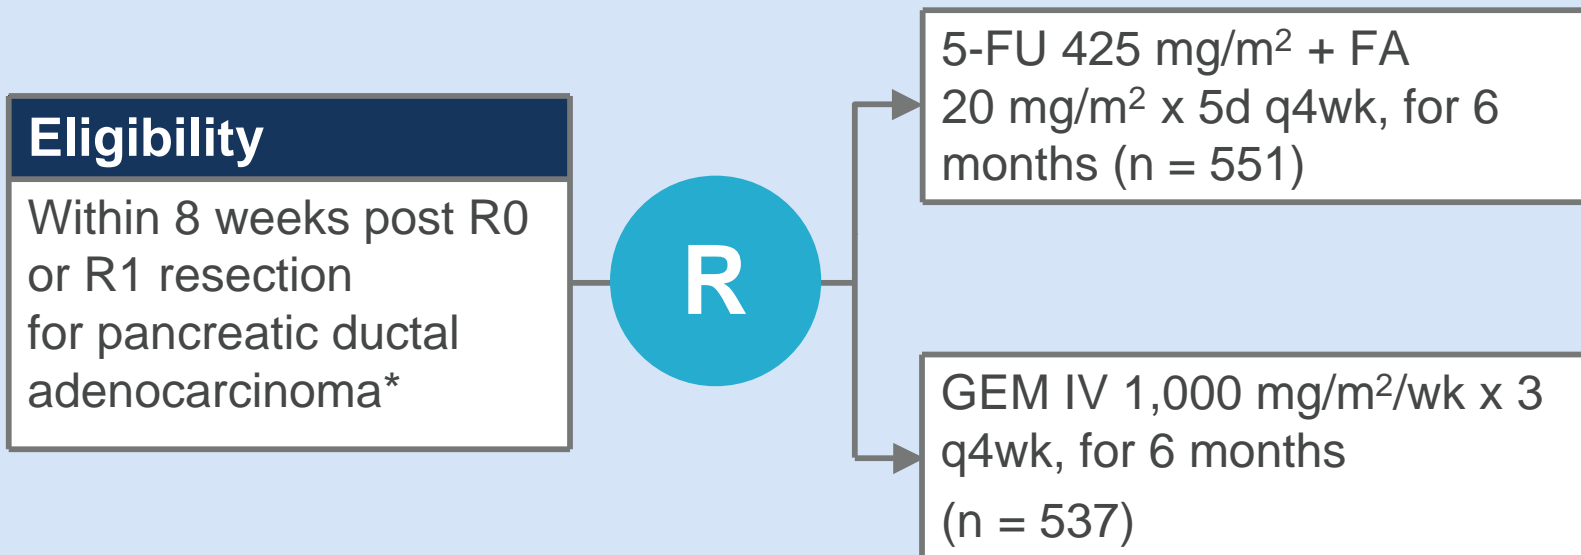 Eligibility
Within 8 weeks post R0
or R1 resection
for pancreatic ductal
adenocarcinoma*
R
5-FU 425 mg/m² + FA
20 mg/m² x 5d q4wk, for 6
months (n = 551)
GEM IV 1,000 mg/m²/wk x 3
q4wk, for 6 months
(n = 537)